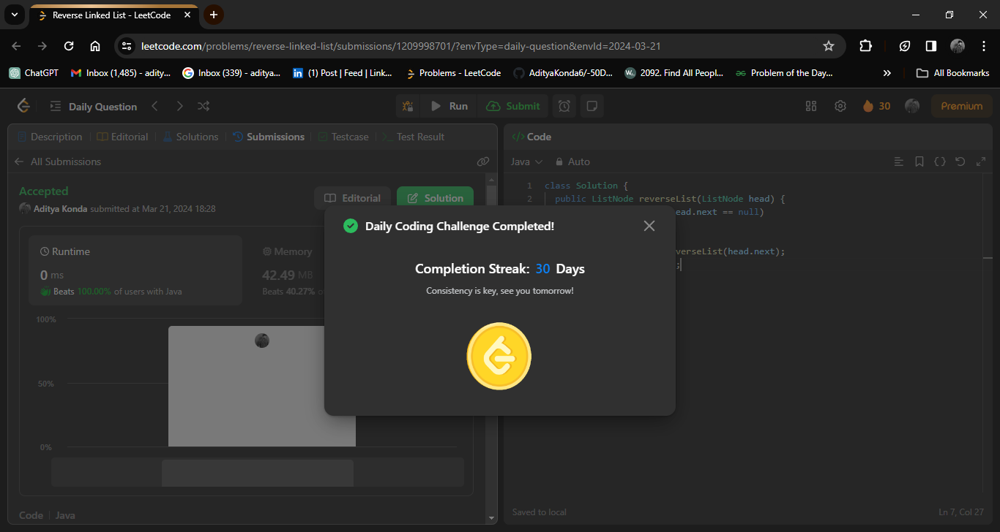 Reverse Linked List - LeetCode
leetcode.com/problems/reverse-linked-list/submissions/1209998701/?envType=daily-question&envId=2024-03-21
ChatGPT Inbox (1,485) - adity... Inbox (339) - aditya... (1) Post | Feed | Link... Problems - LeetCode AdityaKonda6/-50D... 2092. Find All Peopl... Problem of the Day... » All Bookmarks
Daily Question Run Submit 30 Premium
Description Editorial Solutions Submissions Testcase Test Result
All Submissions
Accepted
Editorial Solution
Aditya Konda submitted at Mar 21, 2024 18:28
Runtime
0 ms
Beats 100.00% of users with Java
Memory
42.49 MB
Beats 40.27%
100%
50%
0%
Code | Java
</> Code
Java Auto
1 class Solution {
2 public ListNode reverseList(ListNode head) {
ead.next == null)
verseList(head.next);
;
Saved to local Ln 7, Col 27
Daily Coding Challenge Completed!
Completion Streak: 30 Days
Consistency is key, see you tomorrow!